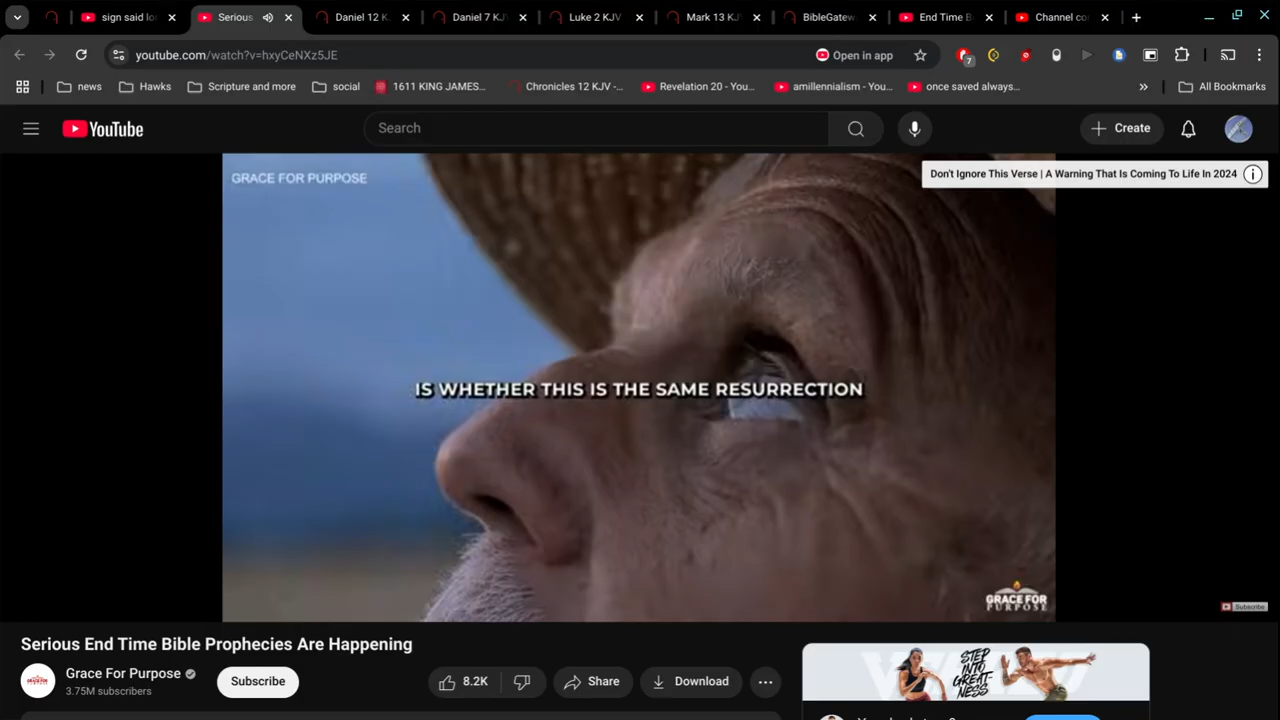 sign said lo
Serious
Daniel 12 K
Daniel 7 KJV
Luke 2 KJV
Mark 13 KJ
BibleGatew
End Time B
Channel co
youtube.com/watch?v=hxyCeNXz5JE
Open in app
7
news
Hawks
Scripture and more
social
1611 KING JAMES...
Chronicles 12 KJV -...
Revelation 20 - You...
amillennialism - You...
once saved always...
All Bookmarks
YouTube
Search
Create
GRACE FOR PURPOSE
Don't Ignore This Verse | A Warning That Is Coming To Life In 2024
IS WHETHER THIS IS THE SAME RESURRECTION
GRACE FOR
PURPOSE
Subscribe
Serious End Time Bible Prophecies Are Happening
Grace For Purpose
3.75M subscribers
Subscribe
8.2K
Share
Download
STEP
INTO
GREAT-
NESS